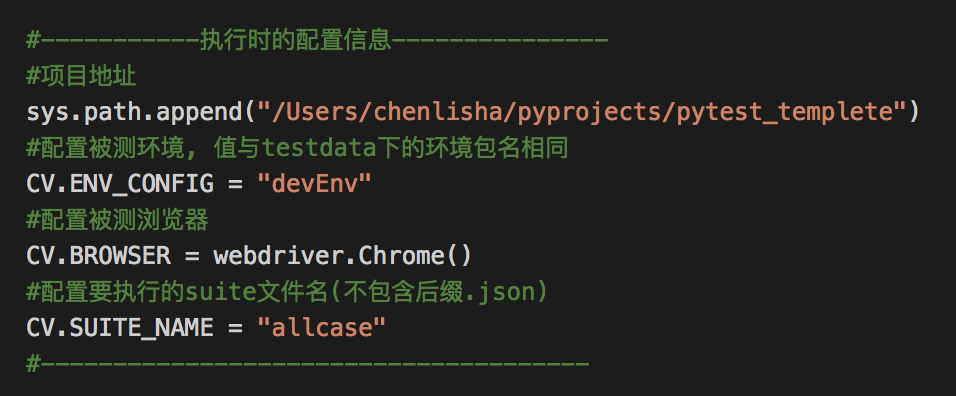 #-----------执行时的配置信息---------------
#项目地址
sys.path.append("/Users/chenlisha/pyprojects/pytest_templete")
#配置被测环境, 值与testdata下的环境包名相同
CV.ENV_CONFIG = "devEnv"
#配置被测浏览器
CV.BROWSER = webdriver.Chrome()
#配置要执行的suite文件名(不包含后缀.json)
CV.SUITE_NAME = "allcase"
#--------------------------------------